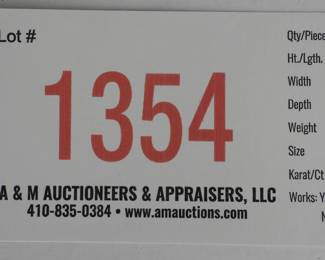 Lot #
1354
A & M AUCTIONEERS & APPRAISERS, LLC
410-835-0384 • www.amauctions.com
Qty/Piece
Ht./Lgth.
Width
Depth
Weight
Size
Karat/Ct
Works: Y
N